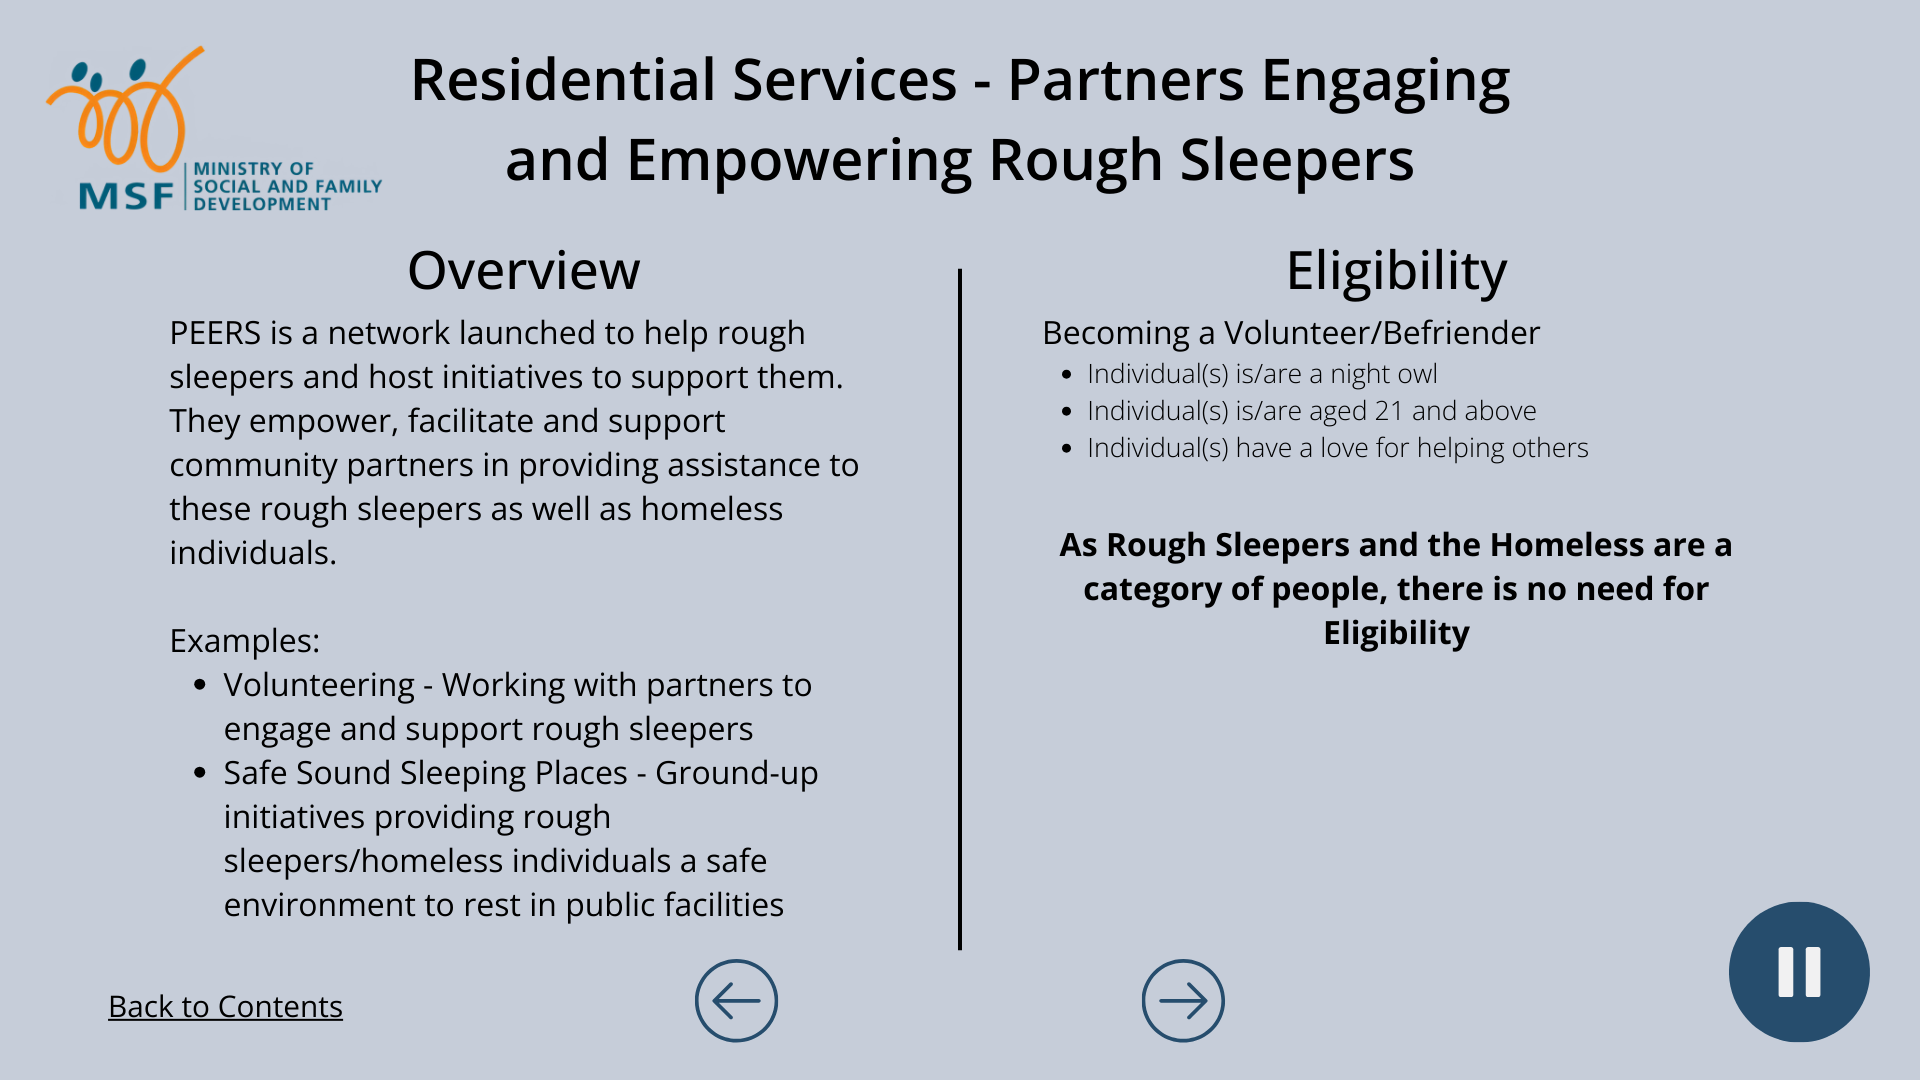 MINISTRY OF
SOCIAL AND FAMILY
DEVELOPMENT
MSF
Residential Services - Partners Engaging
and Empowering Rough Sleepers
Overview
PEERS is a network launched to help rough
sleepers and host initiatives to support them.
They empower, facilitate and support
community partners in providing assistance to
these rough sleepers as well as homeless
individuals.
Examples:
• Volunteering - Working with partners to
engage and support rough sleepers
• Safe Sound Sleeping Places - Ground-up
initiatives providing rough
sleepers/homeless individuals a safe
environment to rest in public facilities
Eligibility
Becoming a Volunteer/Befriender
• Individual(s) is/are a night owl
• Individual(s) is/are aged 21 and above
• Individual(s) have a love for helping others
As Rough Sleepers and the Homeless are a
category of people, there is no need for
Eligibility
Back to Contents